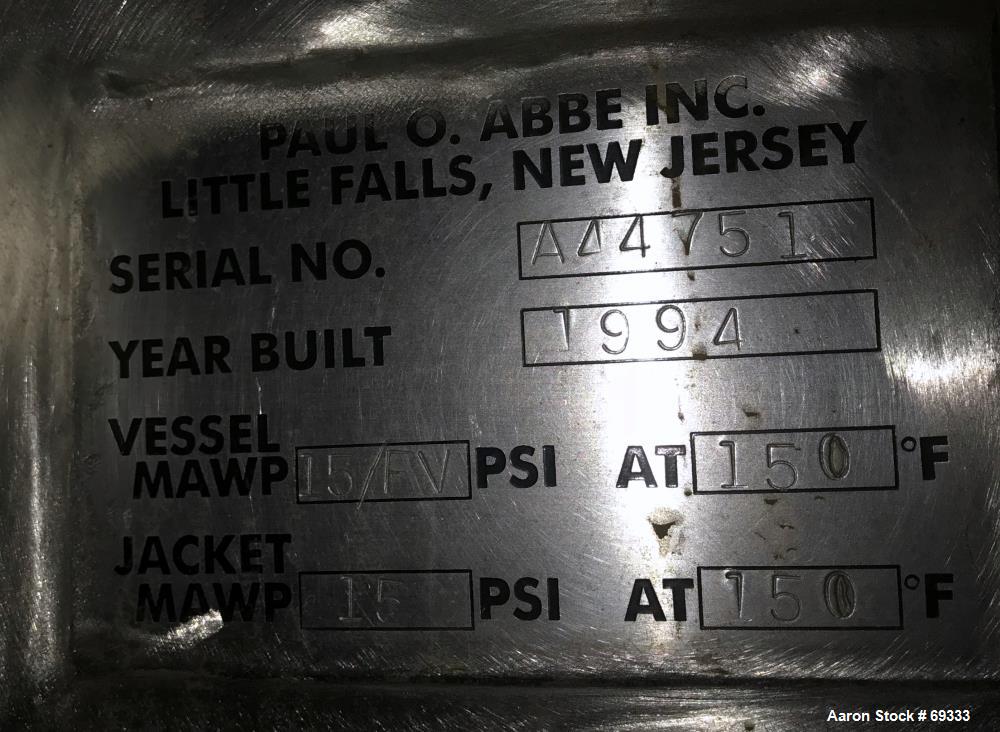 PAUL O. ABBE INC.
LITTLE FALLS, NEW JERSEY
SERIAL NO. A44751
YEAR BUILT 1994
VESSEL
MAWP 15/FV PSI AT 150 °F
JACKET
MAWP 15 PSI AT 150 °F
Aaron Stock # 69333